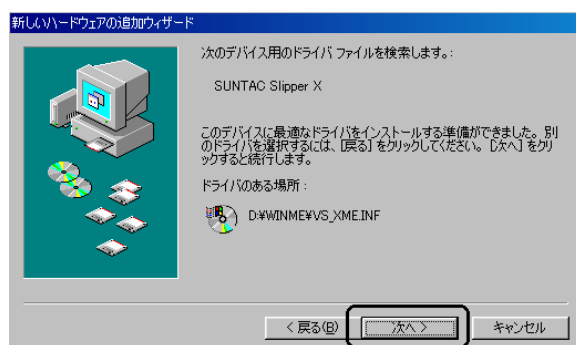 新しいハードウェアの追加ウィザード
次のデバイス用のドライバ ファイルを検索します。:
SUNTAC Slipper X
このデバイスに最適なドライバをインストールする準備ができました。別
のドライバを選択するには、[戻る] をクリックしてください。[次へ] をクリ
ックすると続行します。
ドライバのある場所 :
D:¥WINME¥VS_XME.INF
< 戻る(B) 次へ > キャンセル